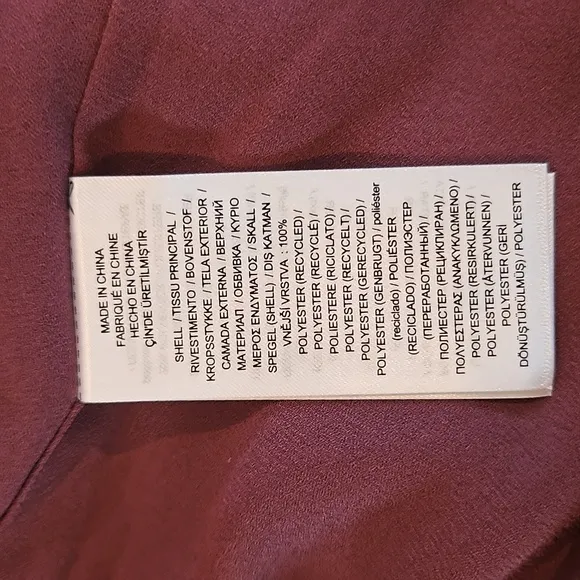 MADE IN CHINA
FABRIQUÉ EN CHINE
HECHO EN CHINA
ÇİN'DE ÜRETİLMİŞTİR
SHELL / TISSU PRINCIPAL /
RIVESTIMENTO / BOVENSTOF /
KROPSSTYKKE / TELA EXTERIOR /
CAMADA EXTERNA / ВЕРХНИЙ
МАТЕРИАЛ / ОБВИВКА / ΚΥΡΙΟ
ΜΕΡΟΣ ΕΝΔΥΜΑΤΟΣ / SKALL /
SPEGEL (SHELL) / DIŞ KATMAN /
VNĚJŠÍ VRSTVA : 100%
POLYESTER (RECYCLED) /
POLYESTER (RECYCLÉ) /
POLIESTERE (RICICLATO) /
POLYESTER (RECYCELT) /
POLYESTER (GERECYCLED) /
POLYESTER (GENBRUGT) / poliéster
(reciclado) / POLIÉSTER
(RECICLADO) / ПОЛИЭСТЕР
(ПЕРЕРАБОТАННЫЙ) /
ПОЛИЕСТЕР (РЕЦИКЛИРАН) /
ΠΟΛΥΕΣΤΕΡΑΣ (ΑΝΑΚΥΚΛΩΜΕΝΟ) /
POLYESTER (RESIRKULERT) /
POLYESTER (ÅTERVUNNEN) /
POLYESTER (GERİ
DÖNÜŞTÜRÜLMÜŞ) / POLYESTER